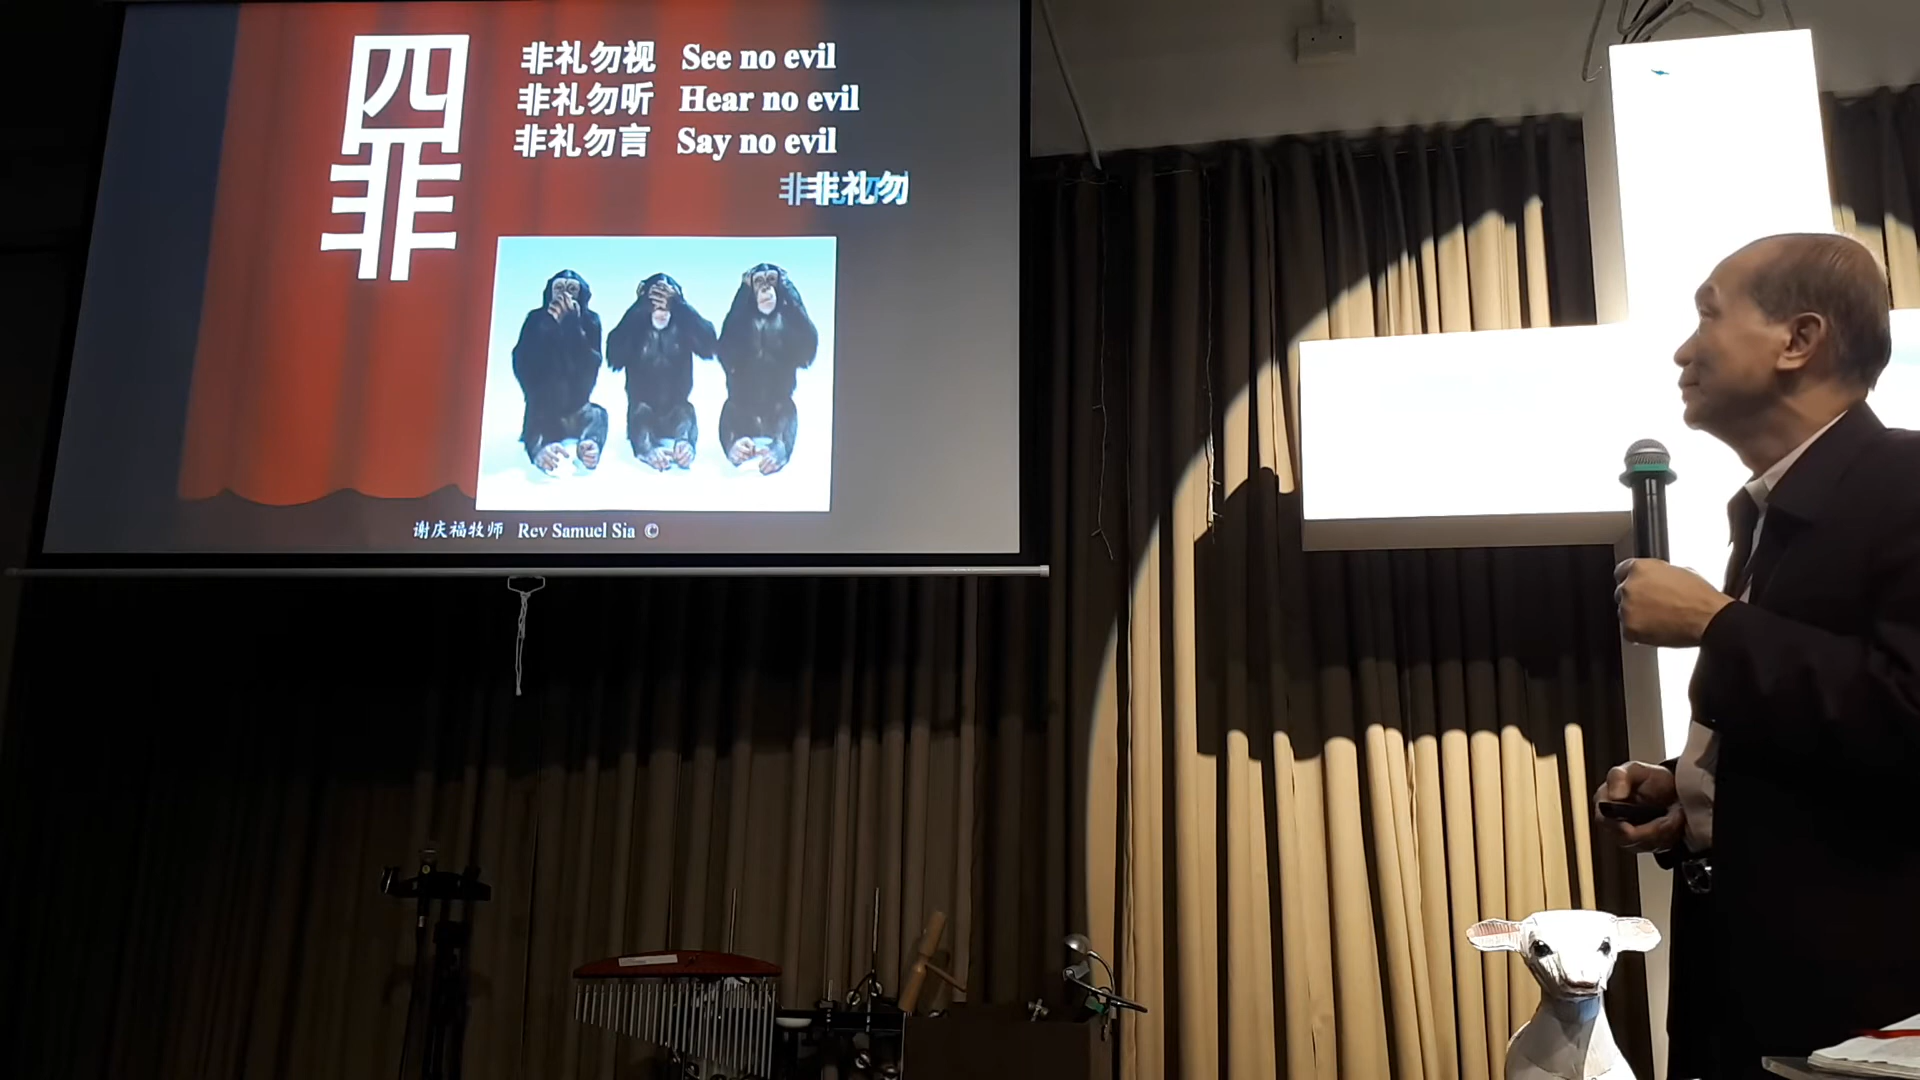 四
非
非礼勿视 See no evil
非礼勿听 Hear no evil
非礼勿言 Say no evil
非礼勿
谢庆福牧师 Rev Samuel Sia ©